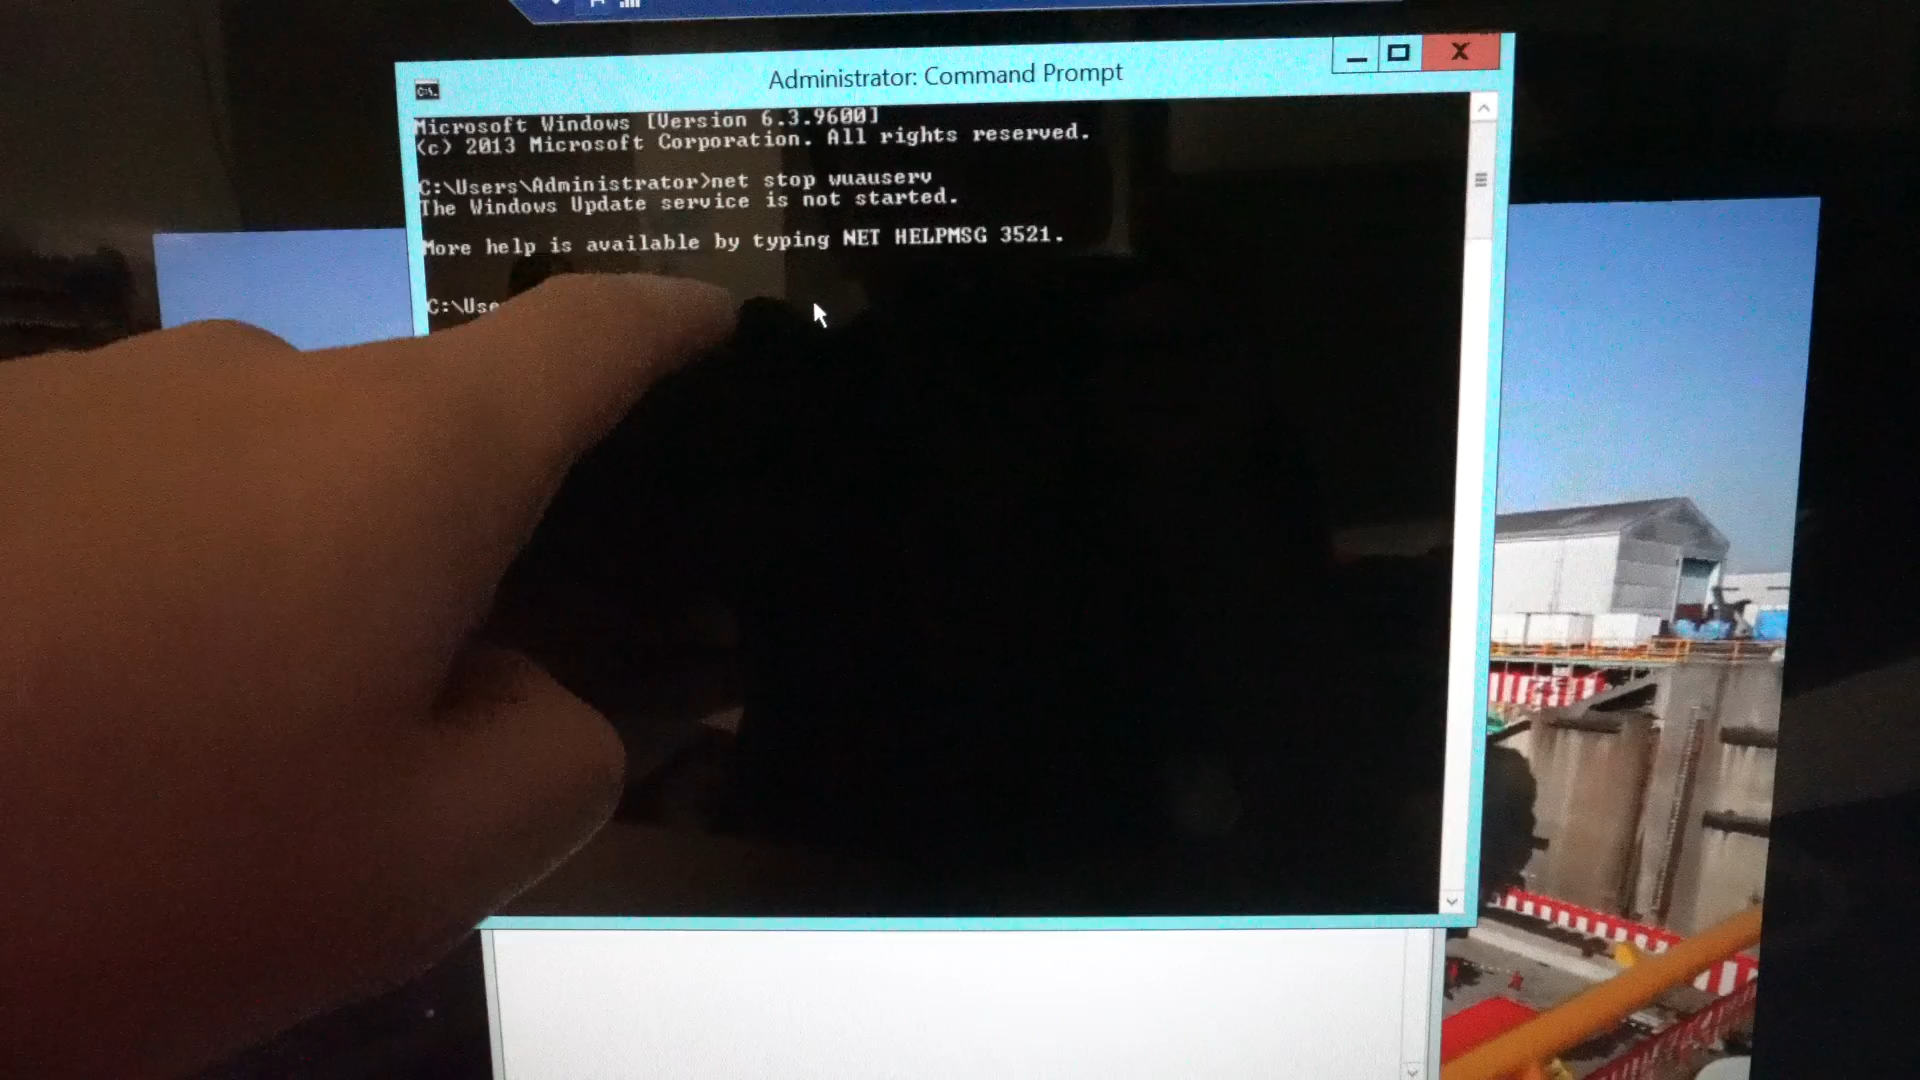 Administrator: Command Prompt
Microsoft Windows [Version 6.3.9600]
(c) 2013 Microsoft Corporation. All rights reserved.
C:\Users\Administrator>net stop wuauserv
The Windows Update service is not started.
More help is available by typing NET HELPMSG 3521.
C:\Use